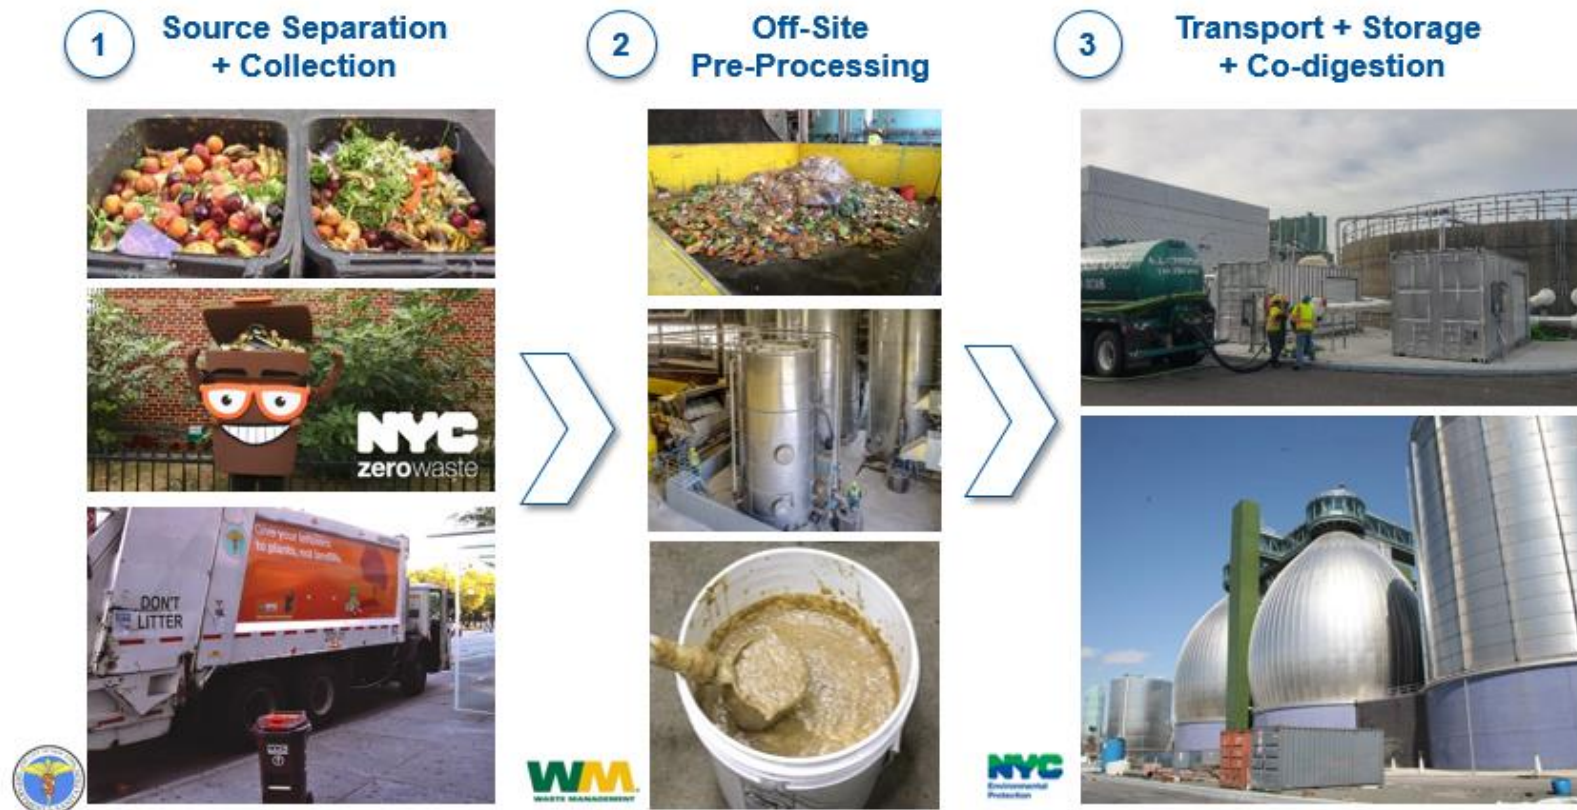 1
Source Separation
+ Collection
2
Off-Site
Pre-Processing
3
Transport + Storage
+ Co-digestion
NYC
zerowaste
Give your leftovers
to plants, not landfills.
DON'T
LITTER
WM
WASTE MANAGEMENT
NYC
Environmental
Protection